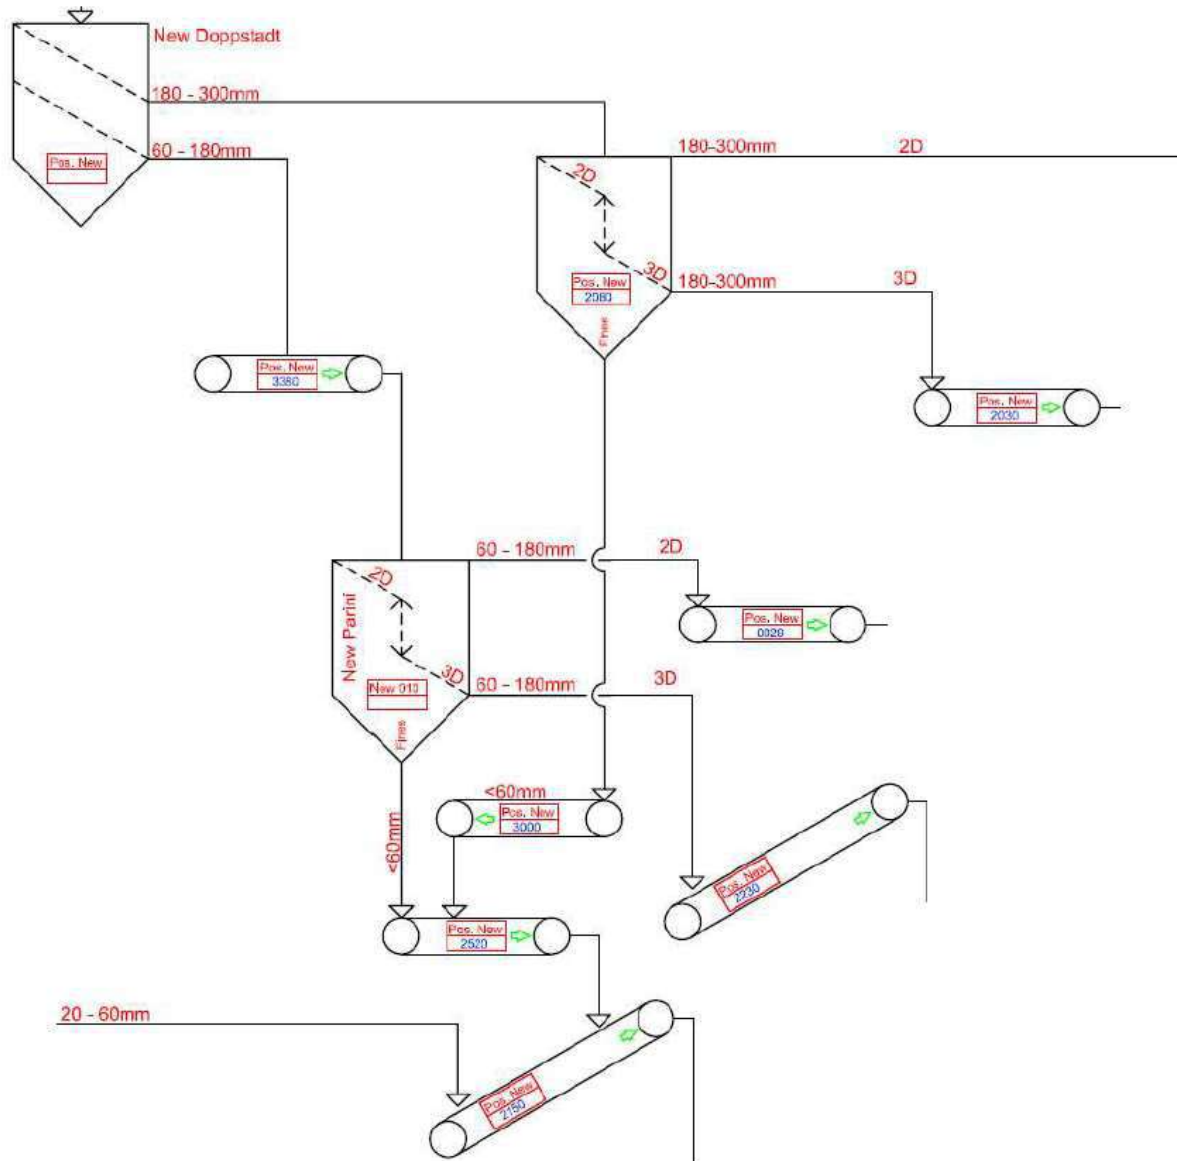 New Doppstadt
180 - 300mm
60 - 180mm
Pos. New
180-300mm
2D
2D
3D
Pos. New
2080
Fines
180-300mm
3D
Pos. New
3380
Pos. New
2030
60 - 180mm
2D
2D
New Parini
3D
New 010
Fines
Pos. New
0020
60 - 180mm
3D
<60mm
Pos. New
3000
<60mm
Pos. New
2230
Pos. New
2520
20 - 60mm
Pos. New
2150